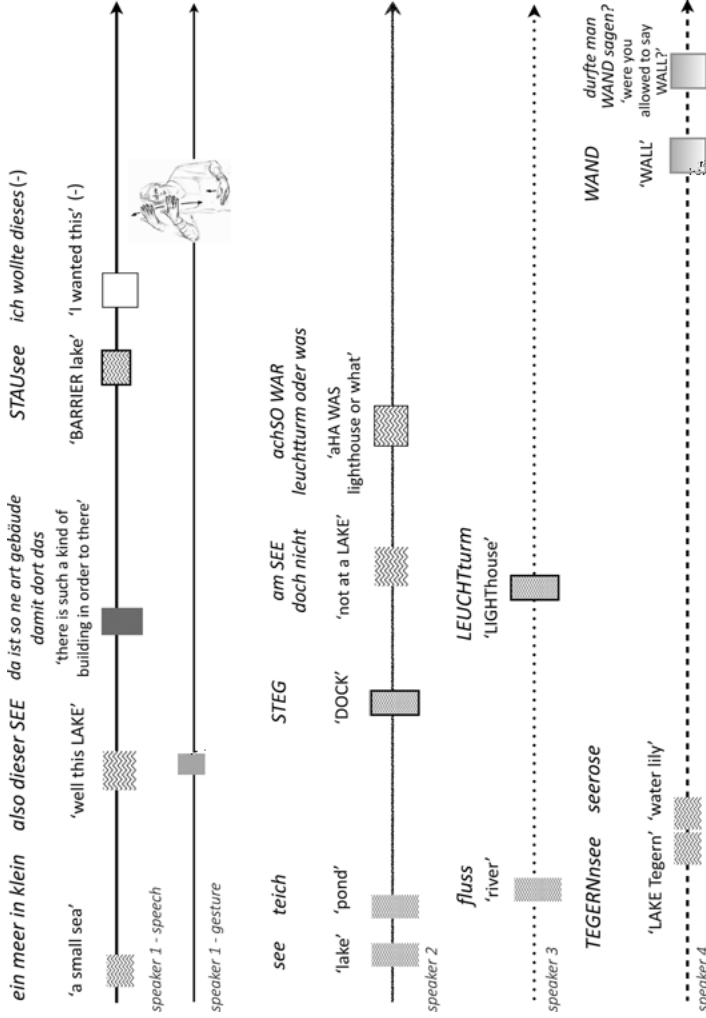 ein meer in klein
'a small sea'
also dieser SEE
'well this LAKE'
da ist so ne art gebäude
damit dort das
'there is such a kind of
building in order to there'
STAUsee
'BARRIER lake'
ich wollte dieses (-)
'I wanted this' (-)
speaker 1 - speech
speaker 1 - gesture
see
'lake'
teich
'pond'
STEG
'DOCK'
am SEE
doch nicht
'not at a LAKE'
achSO WAR
leuchtturm oder was
'aHA WAS
lighthouse or what'
speaker 2
fluss
'river'
LEUCHTturm
'LIGHThouse'
speaker 3
TEGERNnsee
'LAKE Tegern'
seerose
'water lily'
WAND
'WALL'
durfte man
WAND sagen?
'were you
allowed to say
WALL?'
speaker 4